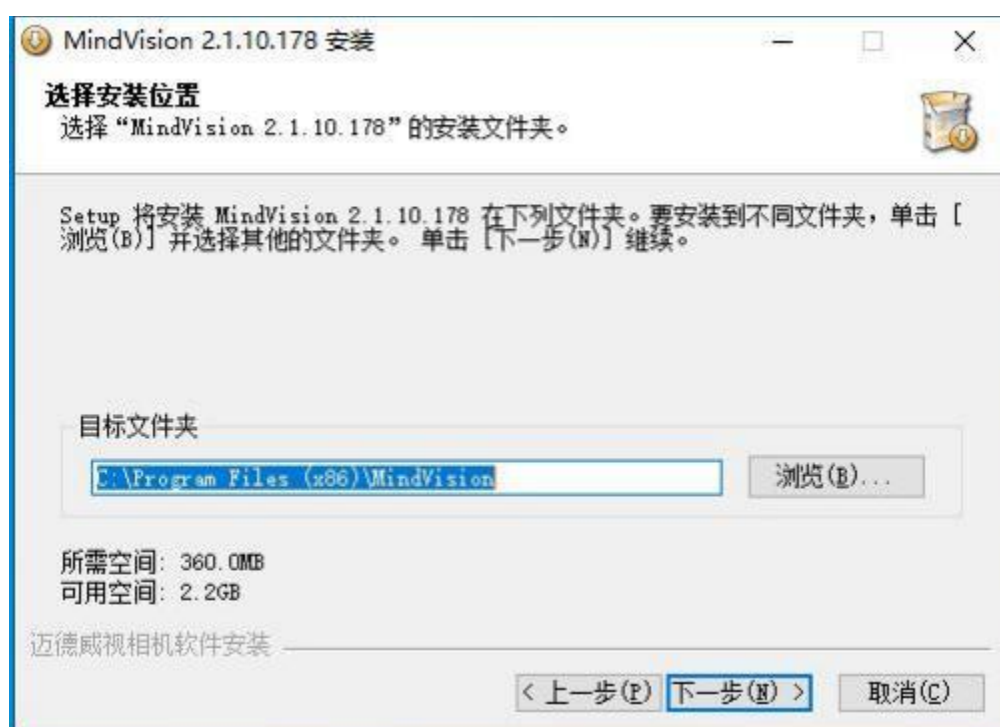 MindVision 2.1.10.178 安装
选择安装位置
选择“MindVision 2.1.10.178”的安装文件夹。
Setup 将安装 MindVision 2.1.10.178 在下列文件夹。要安装到不同文件夹，单击 [
浏览(B)] 并选择其他的文件夹。 单击 [下一步(N)] 继续。
目标文件夹
C:\Program Files (x86)\MindVision
浏览(B)...
所需空间: 360.0MB
可用空间: 2.2GB
迈德威视相机软件安装
< 上一步(P) 下一步(N) > 取消(C)